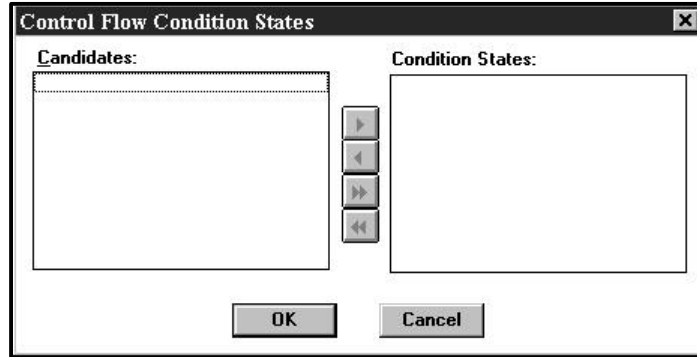 Control Flow Condition States
Candidates:
Condition States:
OK
Cancel